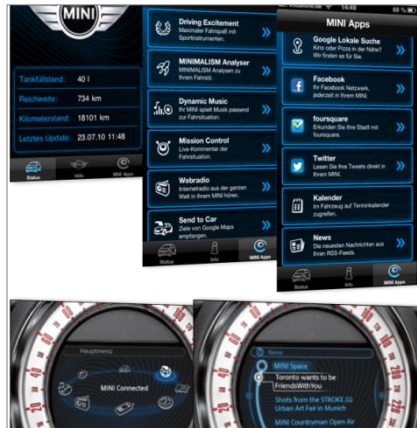 MINI
Tankfüllstand: 40 l
Reichweite: 734 km
Kilometerstand: 18101 km
Letztes Update: 23.07.10 11:48
Status
Info
MINI Apps
Driving Excitement
Maximaler Fahrspaß mit
Sportinstrumenten.
MINIMALISM Analyser
MINIMALISM Analysen zu
Ihrem Fahrstil.
Dynamic Music
Ihr MINI spielt Musik passend
zur Fahrsituation.
Mission Control
Live-Kommentar der
Fahrsituation.
Webradio
Internetradio aus der ganzen
Welt in Ihrem MINI hören.
Send to Car
Ziele von Google Maps
empfangen.
Status
Info
MINI Apps
14:49
69 %
MINI Apps
Google Lokale Suche
Kino oder Pizza in der Nähe?
Wir finden es für Sie.
Facebook
Ihr Facebook Netzwerk,
jederzeit in Ihrem MINI.
foursquare
Erkunden Sie Ihre Stadt mit
foursquare.
Twitter
Lesen Sie Ihre Tweets direkt in
Ihrem MINI.
Kalender
Im Fahrzeug auf Terminkalender
zugreifen.
News
Die neuesten Nachrichten aus
Ihren RSS-Feeds.
Status
Info
MINI Apps
Hauptmenü
MINI Connected
News
MINI Space
Toronto wants to be
FriendsWithYou
Shots from the STROKE.02
Urban Art Fair in Munich
MINI Countryman Open Air